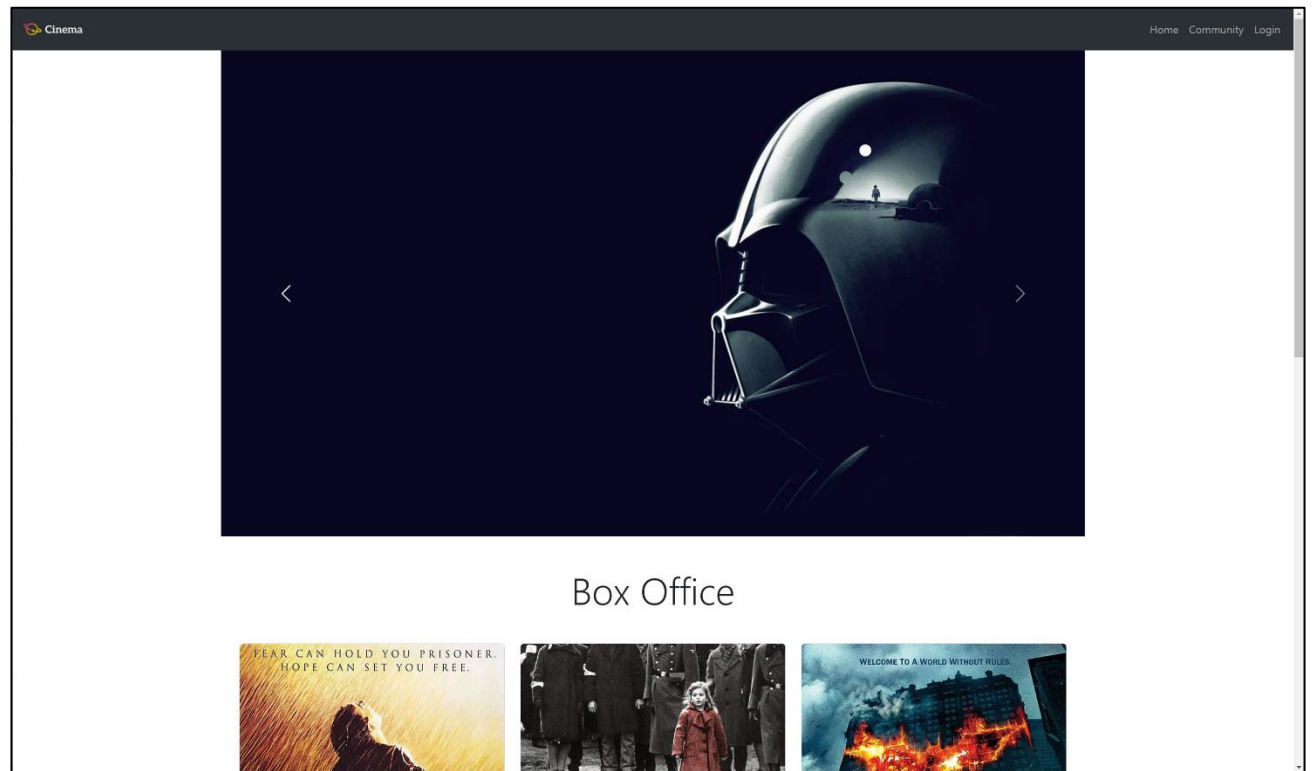 Cinema
Home Community Login
Box Office
FEAR CAN HOLD YOU PRISONER.
HOPE CAN SET YOU FREE.
WELCOME TO A WORLD WITHOUT RULES.